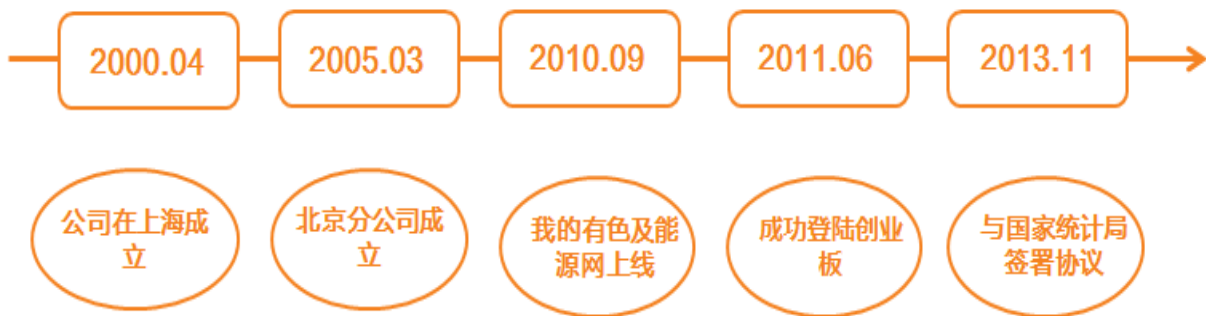 2000.04
2005.03
2010.09
2011.06
2013.11
公司在上海成
立
北京分公司成
立
我的有色及能
源网上线
成功登陆创业
板
与国家统计局
签署协议